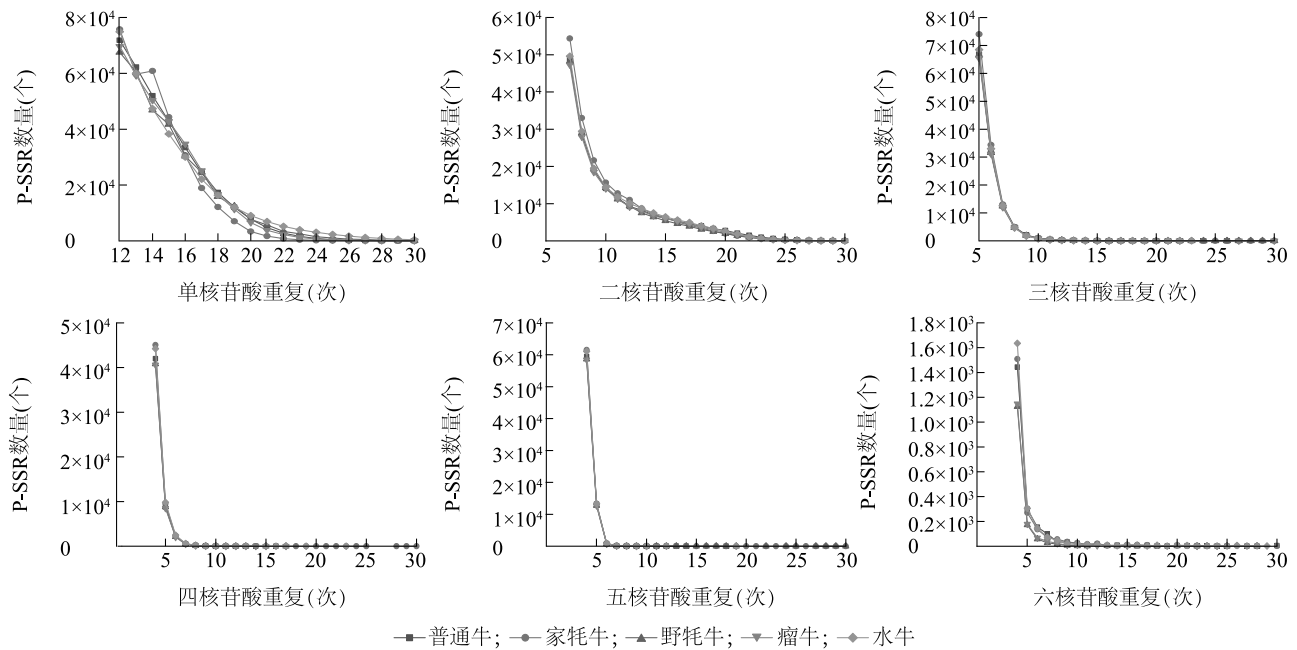 8×10⁴
6×10⁴
4×10⁴
2×10⁴
0
P-SSR数量(个)
12 14 16 18 20 22 24 26 28 30
单核苷酸重复(次)
6×10⁴
5×10⁴
4×10⁴
3×10⁴
2×10⁴
1×10⁴
0
P-SSR数量(个)
5 10 15 20 25 30
二核苷酸重复(次)
8×10⁴
7×10⁴
6×10⁴
5×10⁴
4×10⁴
3×10⁴
2×10⁴
1×10⁴
0
P-SSR数量(个)
5 10 15 20 25 30
三核苷酸重复(次)
5×10⁴
4×10⁴
3×10⁴
2×10⁴
1×10⁴
0
P-SSR数量(个)
5 10 15 20 25 30
四核苷酸重复(次)
7×10⁴
6×10⁴
5×10⁴
4×10⁴
3×10⁴
2×10⁴
1×10⁴
0
P-SSR数量(个)
5 10 15 20 25 30
五核苷酸重复(次)
1.8×10³
1.6×10³
1.4×10³
1.2×10³
1.0×10³
0.8×10³
0.6×10³
0.4×10³
0.2×10³
0
P-SSR数量(个)
5 10 15 20 25 30
六核苷酸重复(次)
普通牛; 家牦牛; 野牦牛; 瘤牛; 水牛